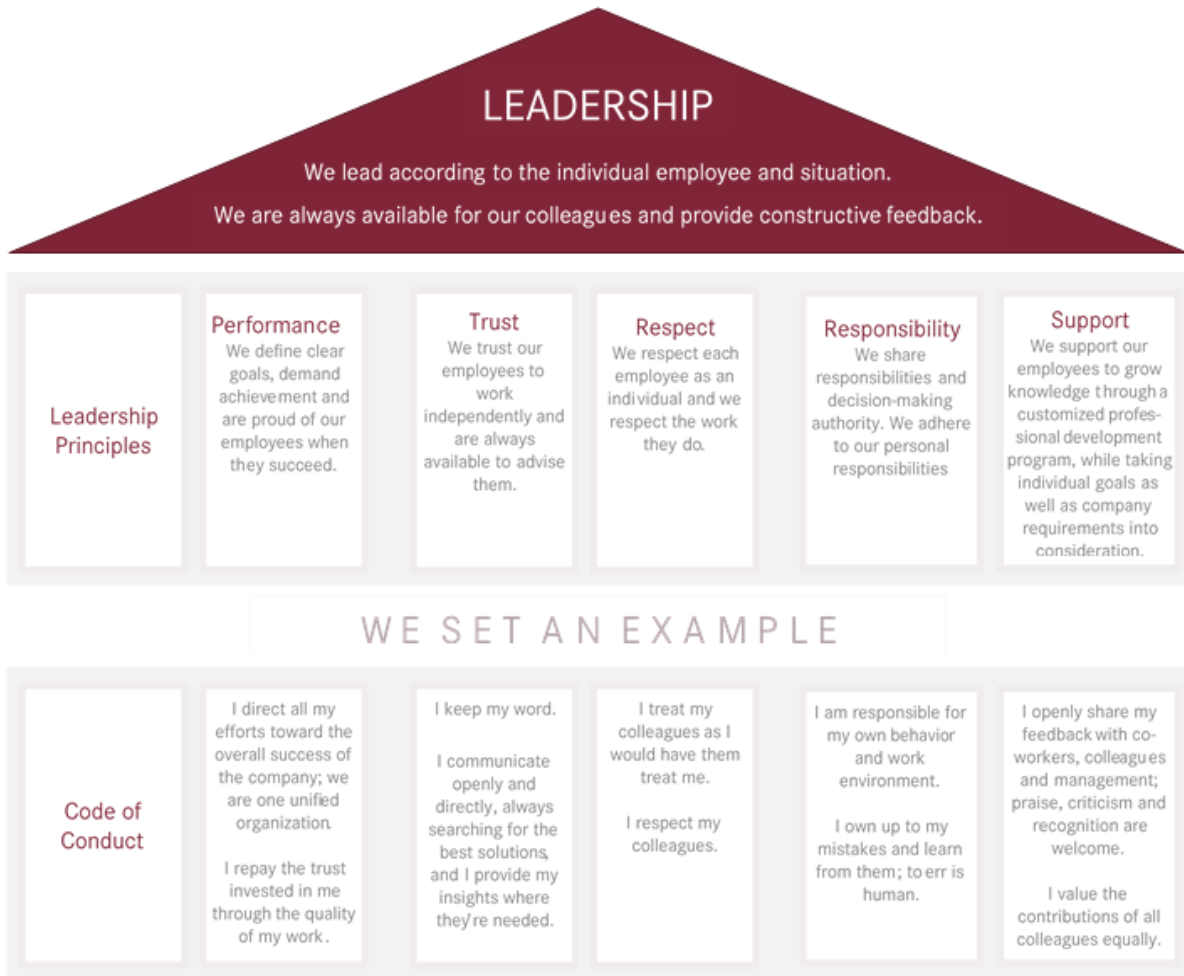 LEADERSHIP
We lead according to the individual employee and situation.
We are always available for our colleagues and provide constructive feedback.
Leadership
Principles
Performance
We define clear
goals, demand
achievement and
are proud of our
employees when
they succeed.
Trust
We trust our
employees to
work
independently and
are always
available to advise
them.
Respect
We respect each
employee as an
individual and we
respect the work
they do.
Responsibility
We share
responsibilities and
decision-making
authority. We adhere
to our personal
responsibilities
Support
We support our
employees to grow
knowledge through a
customized profes-
sional development
program, while taking
individual goals as
well as company
requirements into
consideration.
WE SET AN EXAMPLE
Code of
Conduct
I direct all my
efforts toward the
overall success of
the company; we
are one unified
organization.
I repay the trust
invested in me
through the quality
of my work.
I keep my word.
I communicate
openly and
directly, always
searching for the
best solutions,
and I provide my
insights where
they're needed.
I treat my
colleagues as I
would have them
treat me.
I respect my
colleagues.
I am responsible for
my own behavior
and work
environment.
I own up to my
mistakes and learn
from them; to err is
human.
I openly share my
feedback with co-
workers, colleagues
and management;
praise, criticism and
recognition are
welcome.
I value the
contributions of all
colleagues equally.